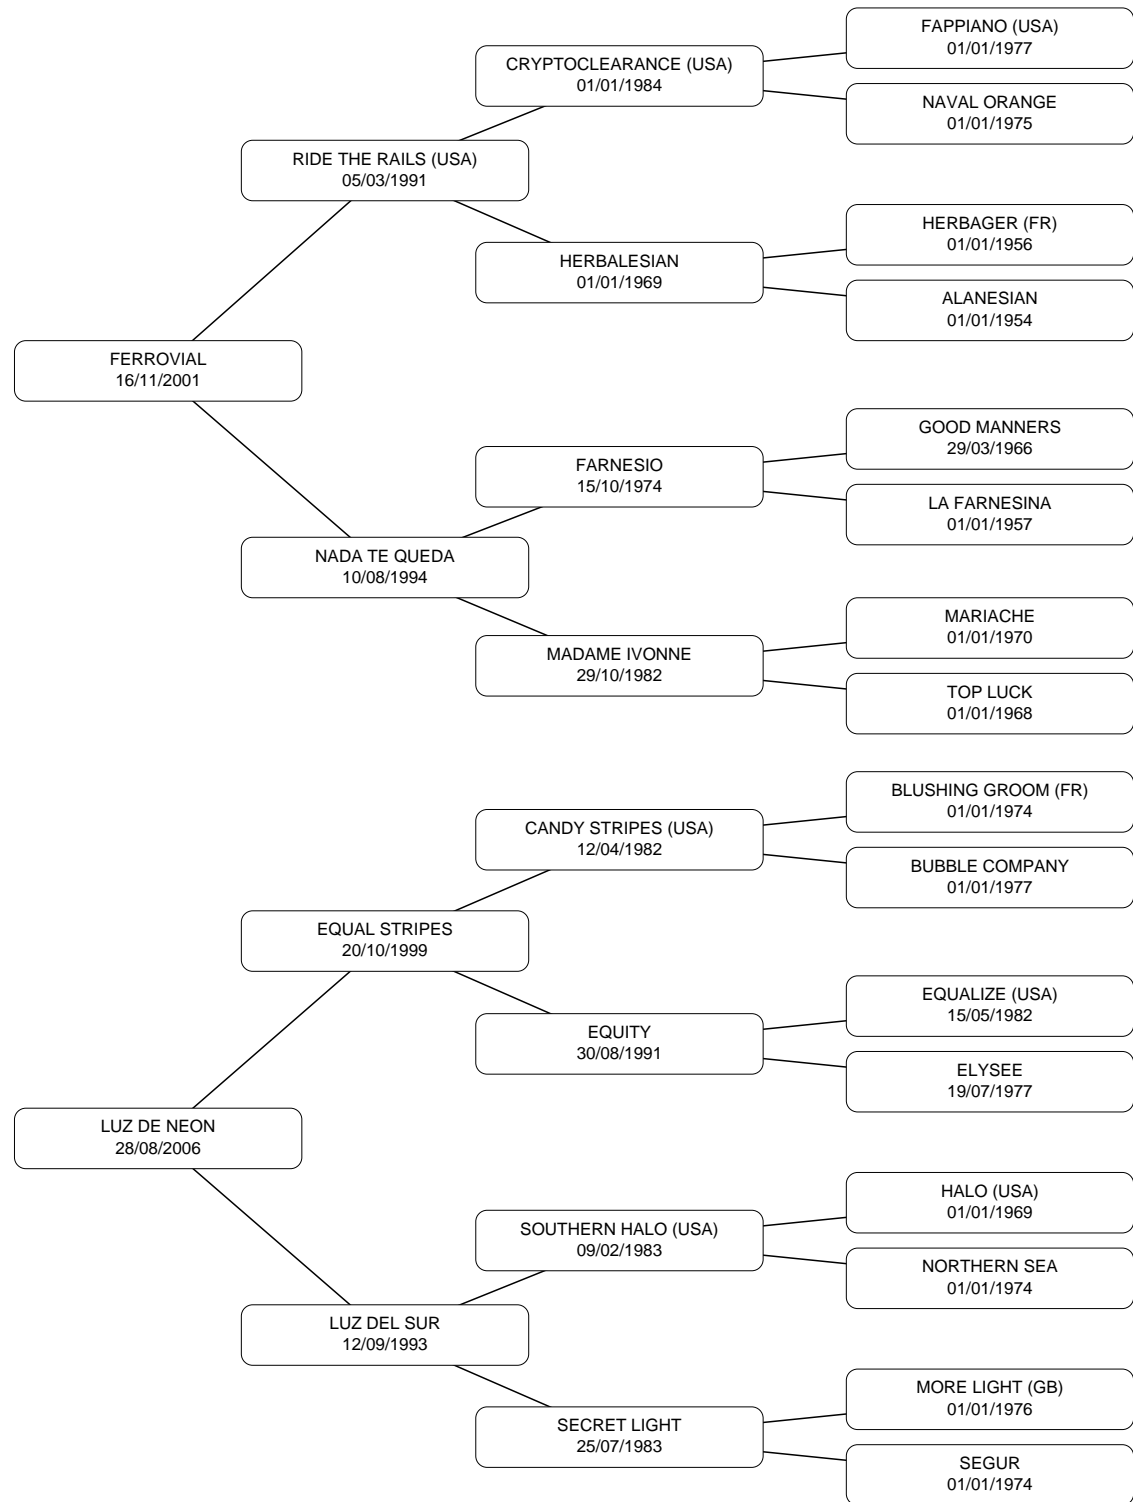 FAPPIANO (USA)
01/01/1977
CRYPTOCLEARANCE (USA)
01/01/1984
NAVAL ORANGE
01/01/1975
RIDE THE RAILS (USA)
05/03/1991
HERBAGER (FR)
01/01/1956
HERBALESIAN
01/01/1969
ALANESIAN
01/01/1954
FERROVIAL
16/11/2001
GOOD MANNERS
29/03/1966
FARNESIO
15/10/1974
LA FARNESINA
01/01/1957
NADA TE QUEDA
10/08/1994
MARIACHE
01/01/1970
MADAME IVONNE
29/10/1982
TOP LUCK
01/01/1968
BLUSHING GROOM (FR)
01/01/1974
CANDY STRIPES (USA)
12/04/1982
BUBBLE COMPANY
01/01/1977
EQUAL STRIPES
20/10/1999
EQUALIZE (USA)
15/05/1982
EQUITY
30/08/1991
ELYSEE
19/07/1977
LUZ DE NEON
28/08/2006
HALO (USA)
01/01/1969
SOUTHERN HALO (USA)
09/02/1983
NORTHERN SEA
01/01/1974
LUZ DEL SUR
12/09/1993
MORE LIGHT (GB)
01/01/1976
SECRET LIGHT
25/07/1983
SEGUR
01/01/1974